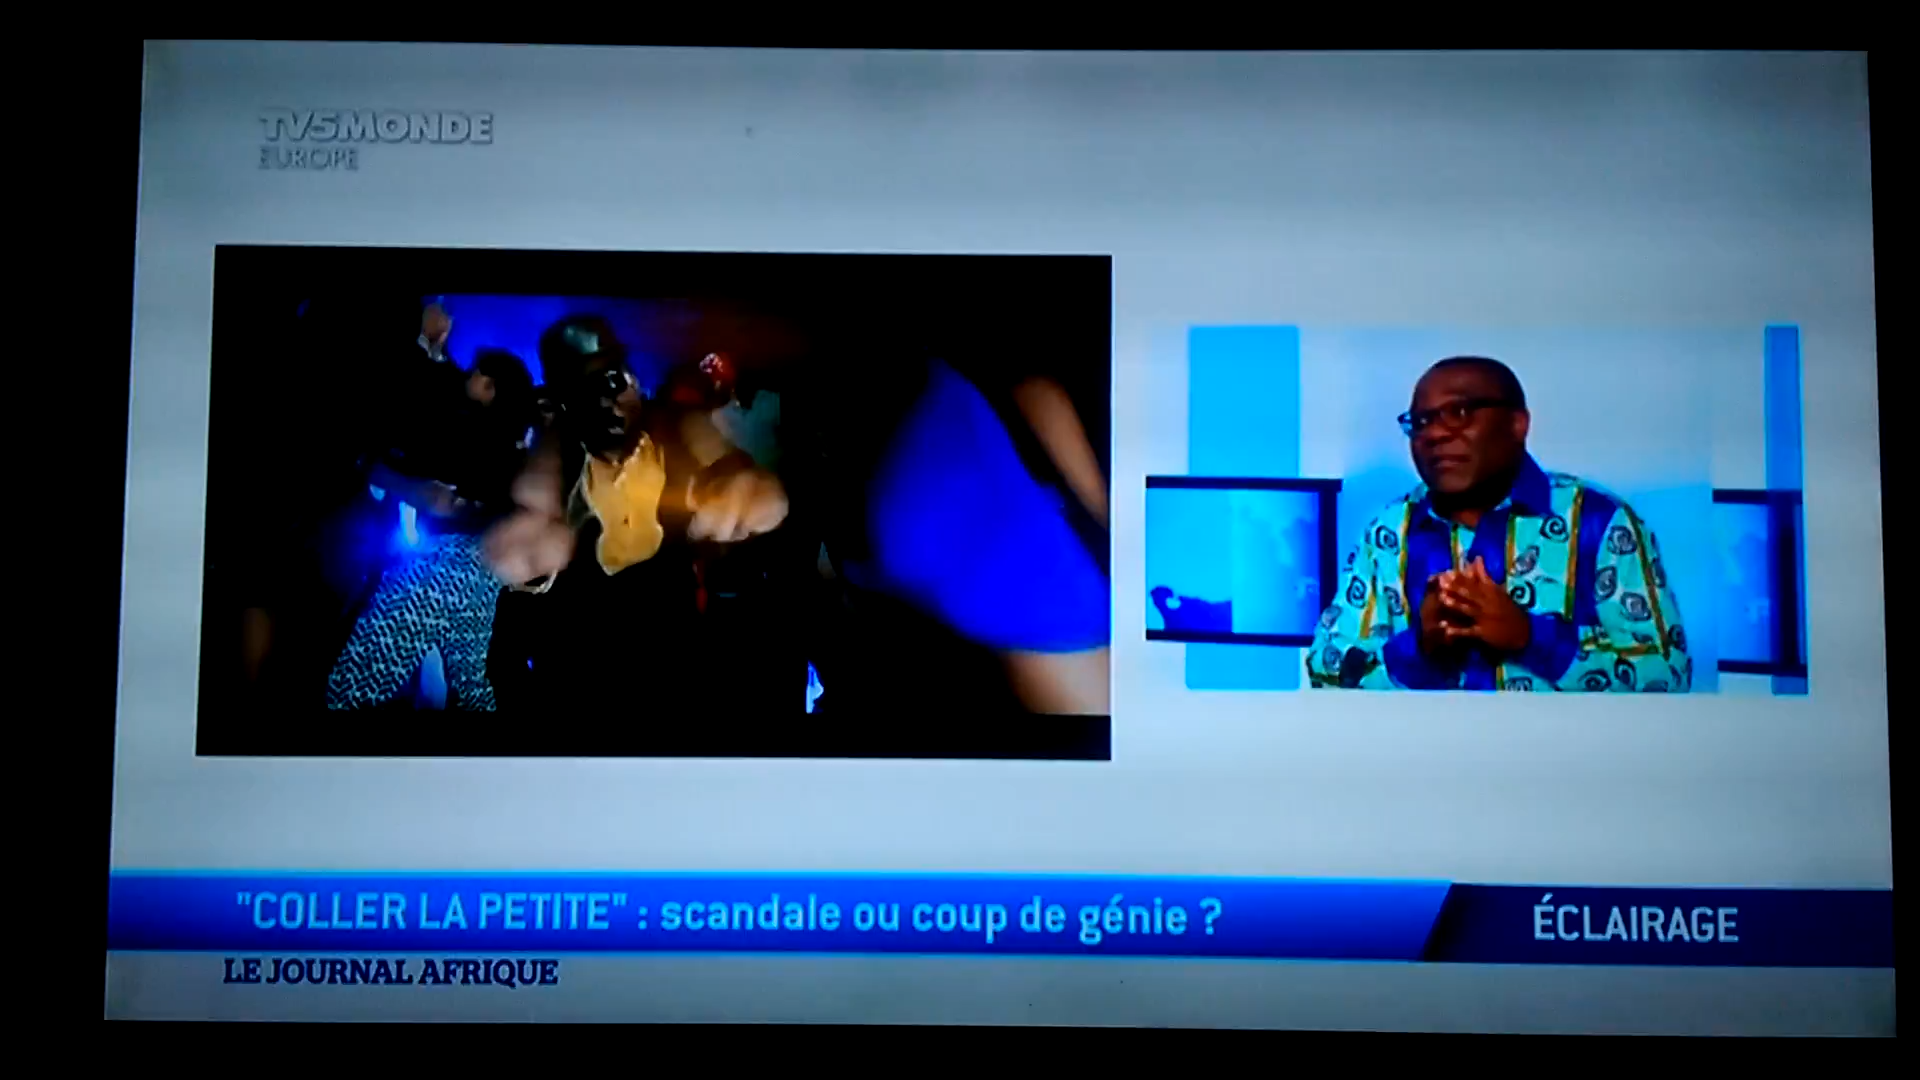 TV5MONDE
EUROPE
"COLLER LA PETITE" : scandale ou coup de génie ?
ÉCLAIRAGE
LE JOURNAL AFRIQUE